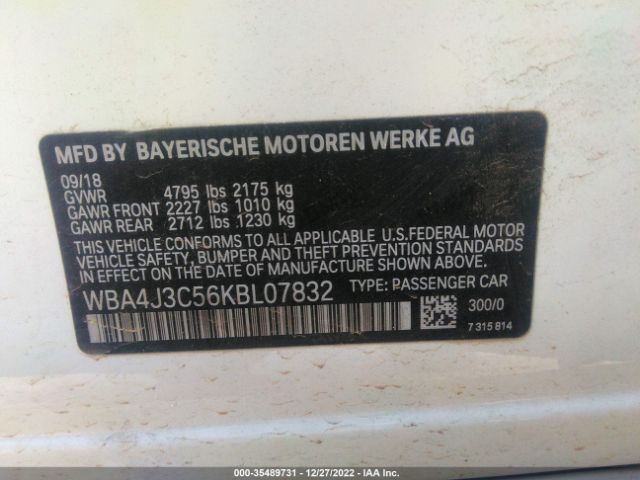 MFD BY BAYERISCHE MOTOREN WERKE AG
09/18
GVWR 4795 lbs 2175 kg
GAWR FRONT 2227 lbs 1010 kg
GAWR REAR 2712 lbs 1230 kg
THIS VEHICLE CONFORMS TO ALL APPLICABLE U.S.FEDERAL MOTOR
VEHICLE SAFETY, BUMPER AND THEFT PREVENTION STANDARDS
IN EFFECT ON THE DATE OF MANUFACTURE SHOWN ABOVE.
WBA4J3C56KBL07832 TYPE: PASSENGER CAR
300/0
7 315 814
000-35489731 - 12/27/2022 - IAA Inc.